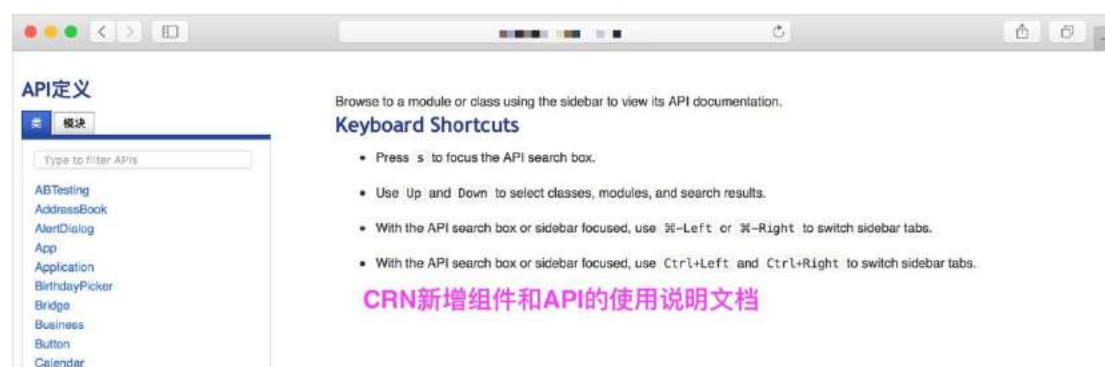 API定义
类 模块
Type to filter APIs
ABTesting
AddressBook
AlertDialog
App
Application
BirthdayPicker
Bridge
Business
Button
Calendar
Browse to a module or class using the sidebar to view its API documentation.
Keyboard Shortcuts
• Press s to focus the API search box.
• Use Up and Down to select classes, modules, and search results.
• With the API search box or sidebar focused, use ⌘-Left or ⌘-Right to switch sidebar tabs.
• With the API search box or sidebar focused, use Ctrl+Left and Ctrl+Right to switch sidebar tabs.
CRN新增组件和API的使用说明文档